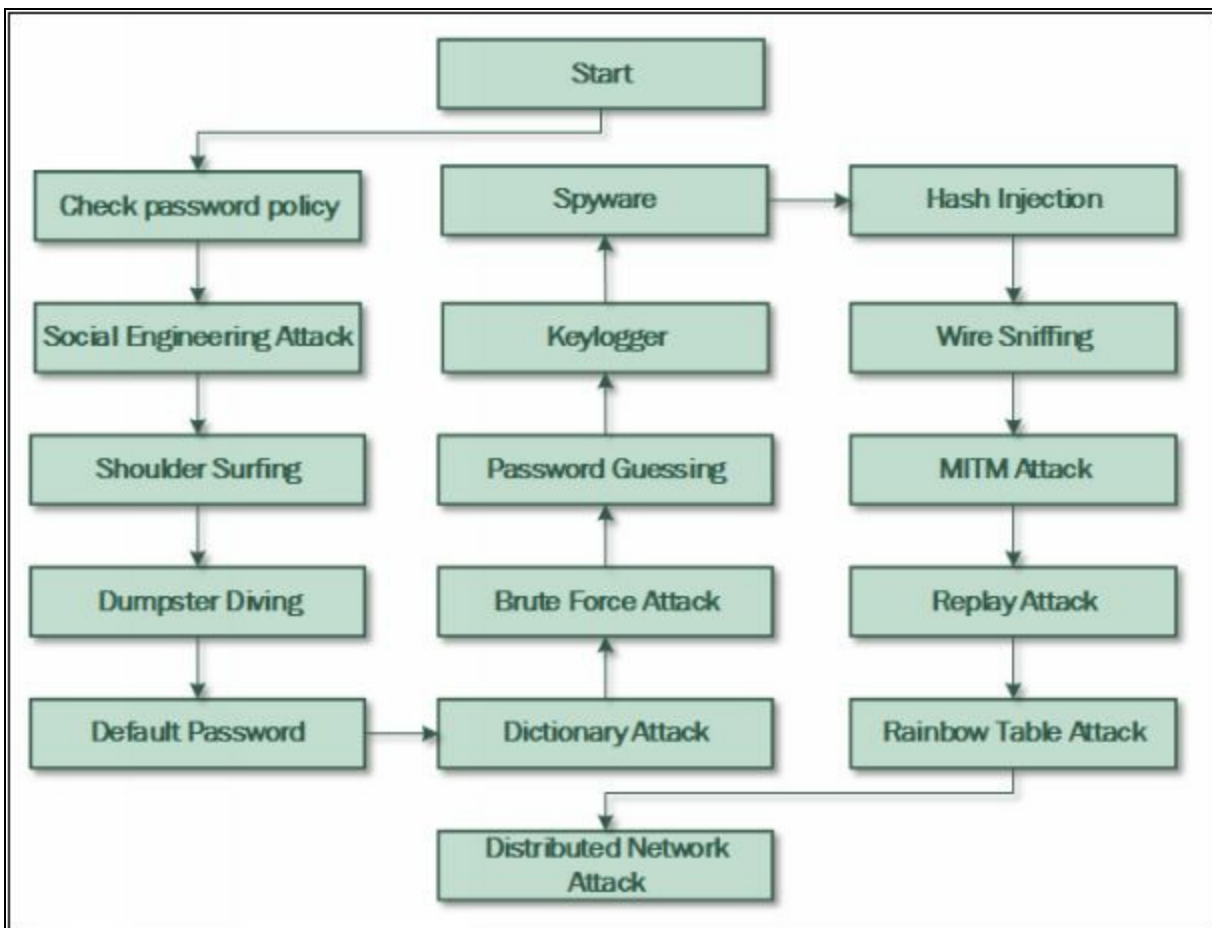 Start
Check password policy
Social Engineering Attack
Shoulder Surfing
Dumpster Diving
Default Password
Dictionary Attack
Brute Force Attack
Password Guessing
Keylogger
Spyware
Hash Injection
Wire Sniffing
MITM Attack
Replay Attack
Rainbow Table Attack
Distributed Network
Attack